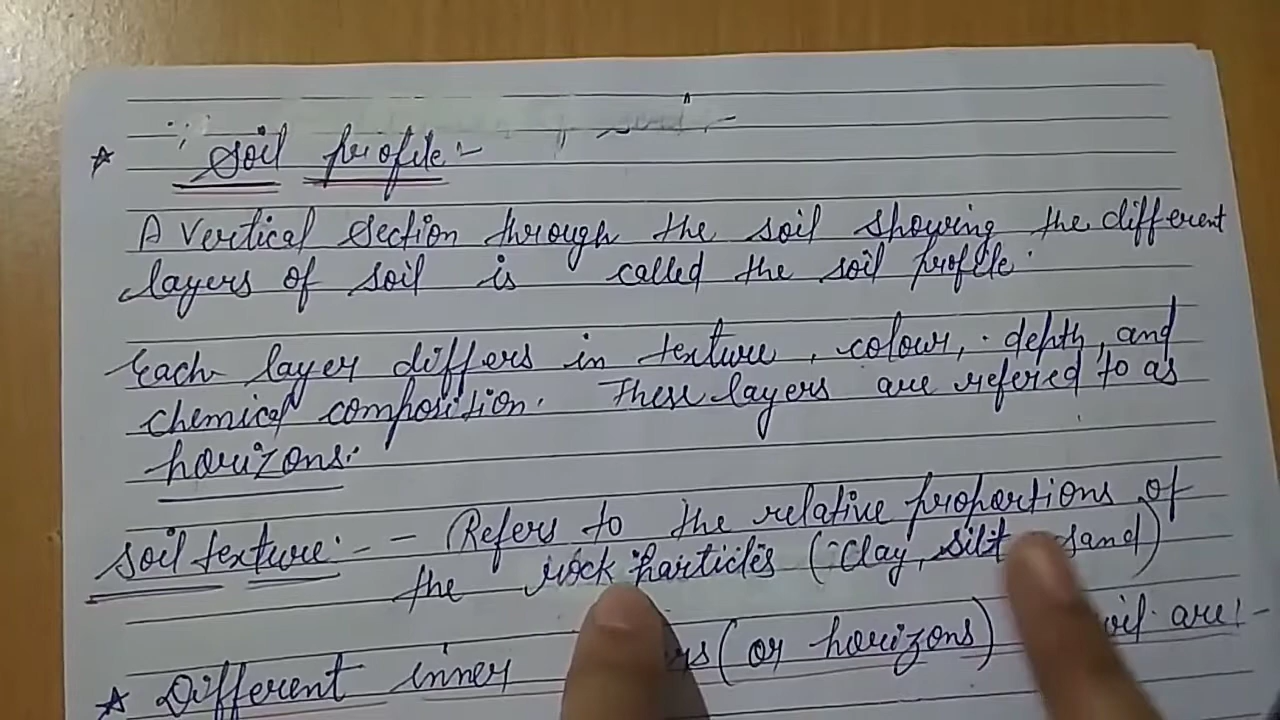 * Soil profile:-
A vertical section through the soil showing the different
layers of soil is called the soil profile.
Each layer differs in texture, colour, depth, and
chemical composition. These layers are refered to as
horizons.
soil texture:- - Refers to the relative proportions of
the rock particles (clay, silt sand)
* Different inner (or horizons) are:-